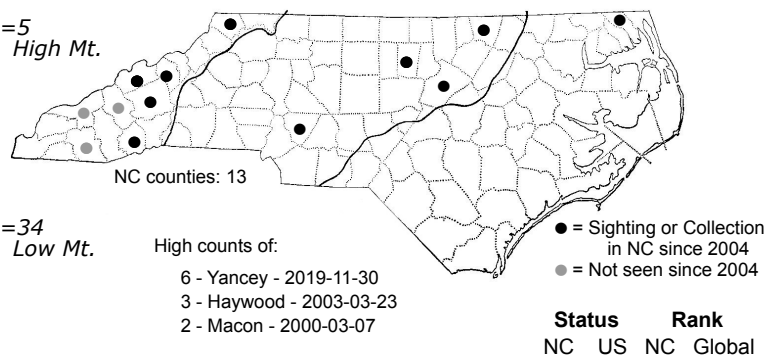 =5
High Mt.
NC counties: 13
=34
Low Mt.
High counts of:
6 - Yancey - 2019-11-30
3 - Haywood - 2003-03-23
2 - Macon - 2000-03-07
● = Sighting or Collection
in NC since 2004
● = Not seen since 2004
Status Rank
NC US NC Global